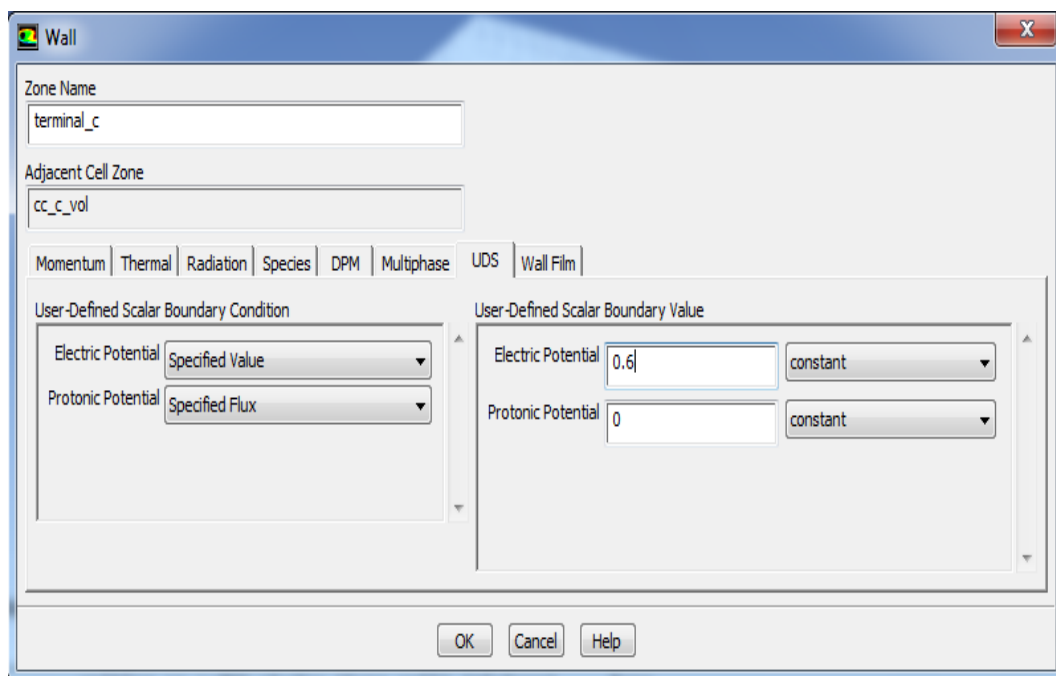 Wall
X
Zone Name
terminal_c
Adjacent Cell Zone
cc_c_vol
Momentum Thermal Radiation Species DPM Multiphase UDS Wall Film
User-Defined Scalar Boundary Condition
Electric Potential Specified Value
Protonic Potential Specified Flux
User-Defined Scalar Boundary Value
Electric Potential 0.6 constant
Protonic Potential 0 constant
OK Cancel Help